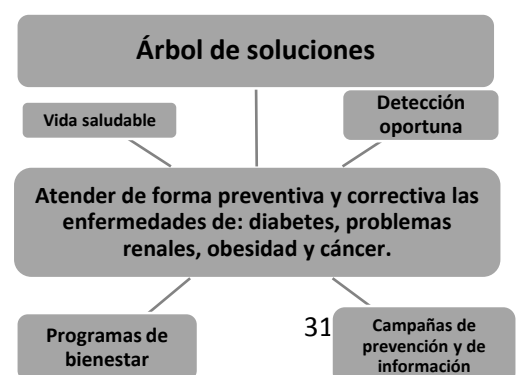 Árbol de soluciones
Vida saludable
Detección
oportuna
Atender de forma preventiva y correctiva las
enfermedades de: diabetes, problemas
renales, obesidad y cáncer.
Programas de
bienestar
31
Campañas de
prevención y de
información